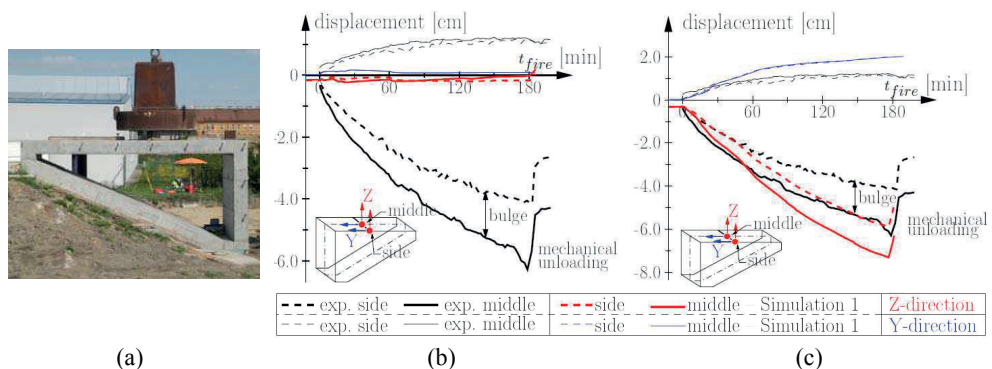 displacement [cm]
t_fire [min]
0
0 60 120 180
-2.0
-4.0
-6.0
bulge
Z
middle
Y
side
mechanical
unloading
displacement [cm]
2.0
0
-2.0
-4.0
-6.0
-8.0
t_fire [min]
60 120 180
bulge
Z
middle
Y
side
mechanical
unloading
exp. side exp. middle side middle – Simulation 1 Z-direction
exp. side exp. middle side middle – Simulation 1 Y-direction
(a) (b) (c)